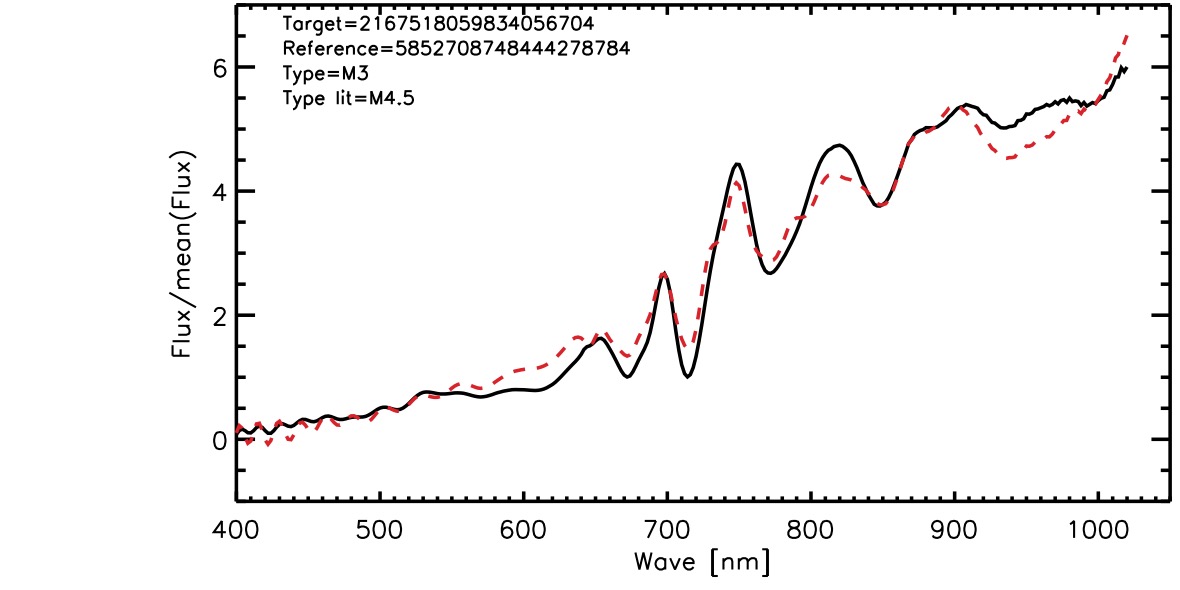 Target=2167518059834056704
Reference=5852708748444278784
Type=M3
Type lit=M4.5
Flux/mean(Flux)
6
4
2
0
400 500 600 700 800 900 1000
Wave [nm]